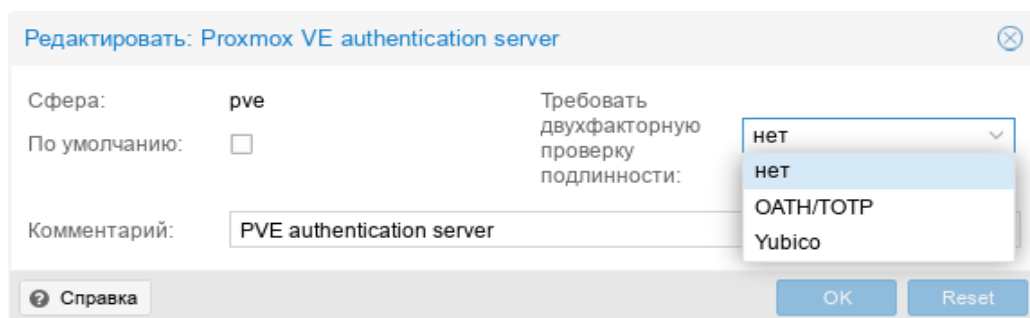 Редактировать: Proxmox VE authentication server
Сфера: pve
По умолчанию:
Требовать
двухфакторную
проверку
подлинности:
нет
нет
OATH/TOTP
Yubico
Комментарий: PVE authentication server
Справка
OK
Reset